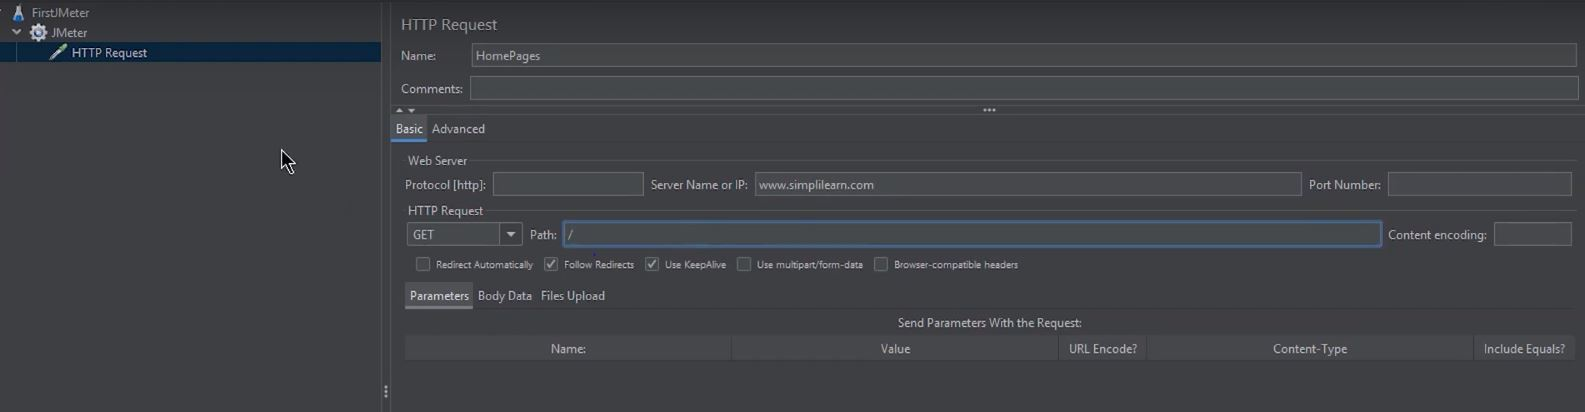 FirstJMeter
JMeter
HTTP Request
HTTP Request
Name: HomePages
Comments:
Basic Advanced
Web Server
Protocol [http]: Server Name or IP: www.simplilearn.com Port Number:
HTTP Request
GET Path: / Content encoding:
Redirect Automatically Follow Redirects Use KeepAlive Use multipart/form-data Browser-compatible headers
Parameters Body Data Files Upload
Send Parameters With the Request:
Name: Value URL Encode? Content-Type Include Equals?